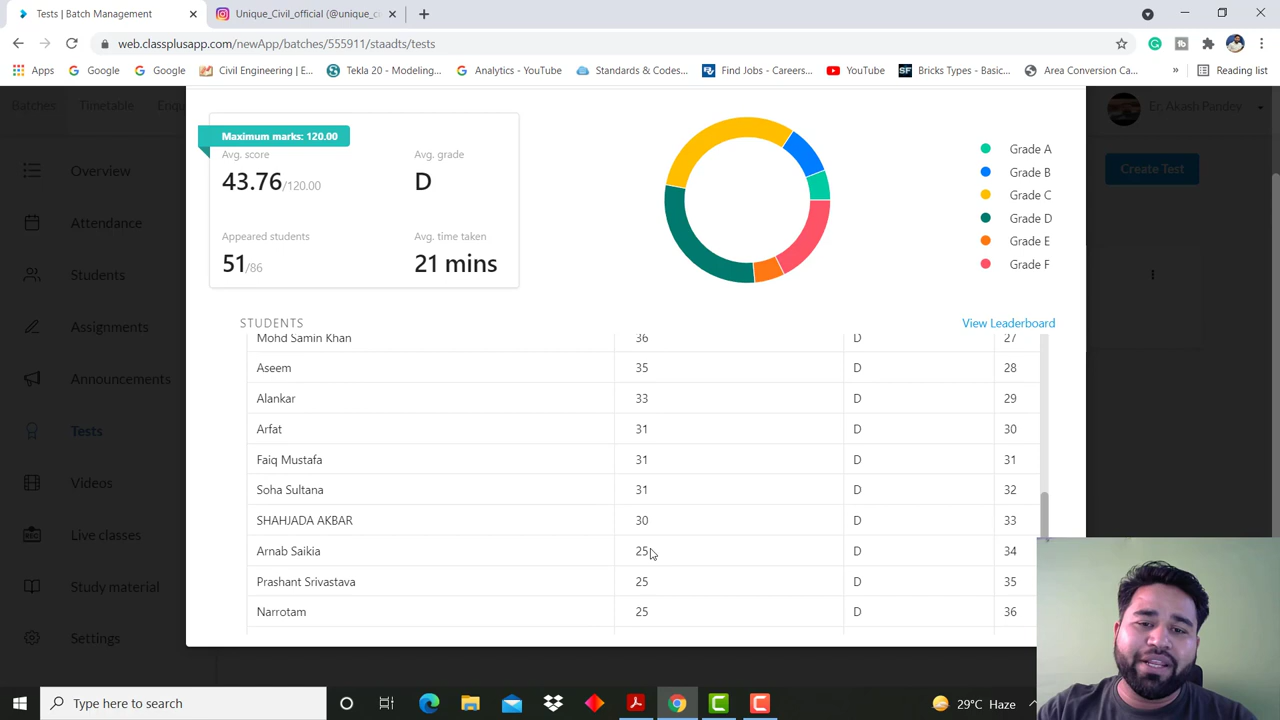 Tests | Batch Management
Unique_Civil_official (@unique_c
web.classplusapp.com/newApp/batches/555911/staadts/tests
Apps
Google
Google
Civil Engineering | E...
Tekla 20 - Modeling...
Analytics - YouTube
Standards & Codes...
Find Jobs - Careers...
YouTube
Bricks Types - Basic...
Area Conversion Ca...
»
Reading list
Batches
Timetable
Enqu
Er. Akash Pandey
Create Test
Overview
Attendance
Students
Assignments
Announcements
Tests
Videos
Live classes
Study material
Settings
Maximum marks: 120.00
Avg. score
Avg. grade
43.76/120.00
D
Appeared students
Avg. time taken
51/86
21 mins
Grade A
Grade B
Grade C
Grade D
Grade E
Grade F
STUDENTS
View Leaderboard
Mohd Samin Khan 36 D 27
Aseem 35 D 28
Alankar 33 D 29
Arfat 31 D 30
Faiq Mustafa 31 D 31
Soha Sultana 31 D 32
SHAHJADA AKBAR 30 D 33
Arnab Saikia 25 D 34
Prashant Srivastava 25 D 35
Narrotam 25 D 36
Type here to search
29°C Haze